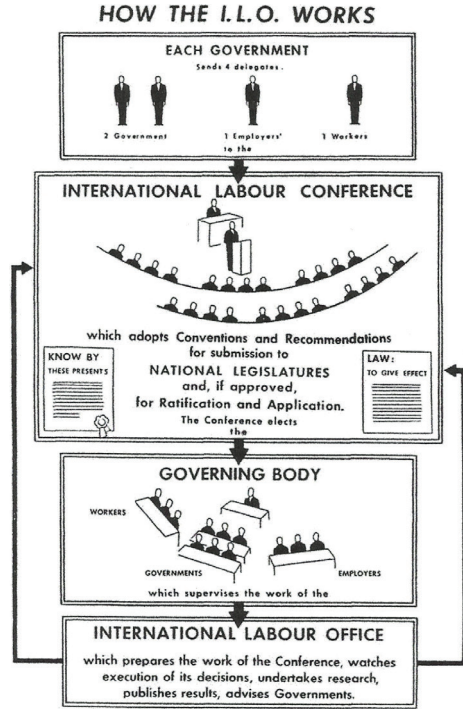 HOW THE I.L.O. WORKS
EACH GOVERNMENT
Sends 4 delegates.
2 Government 1 Employers' 1 Workers
to the
INTERNATIONAL LABOUR CONFERENCE
which adopts Conventions and Recommendations
for submission to
NATIONAL LEGISLATURES
and, if approved,
for Ratification and Application.
The Conference elects
the
KNOW BY
THESE PRESENTS
LAW:
TO GIVE EFFECT
GOVERNING BODY
WORKERS
GOVERNMENTS
EMPLOYERS
which supervises the work of the
INTERNATIONAL LABOUR OFFICE
which prepares the work of the Conference, watches
execution of its decisions, undertakes research,
publishes results, advises Governments.